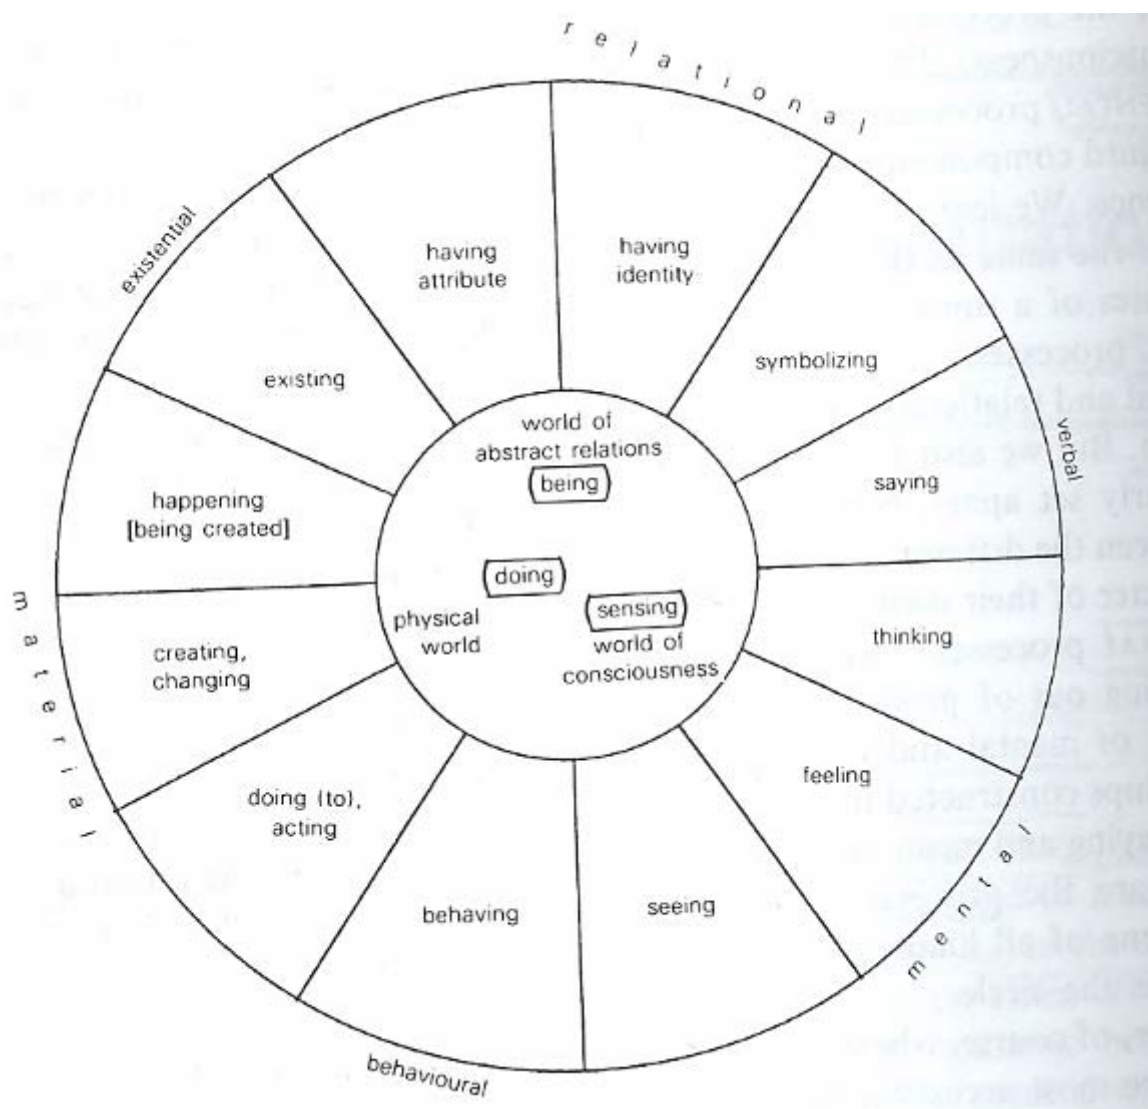 relational
existential
having
attribute
having
identity
existing
symbolizing
world of
abstract relations
being
verbal
saying
happening
[being created]
doing
sensing
physical
world
world of
consciousness
thinking
material
creating,
changing
feeling
doing (to),
acting
mental
behaving
seeing
behavioural